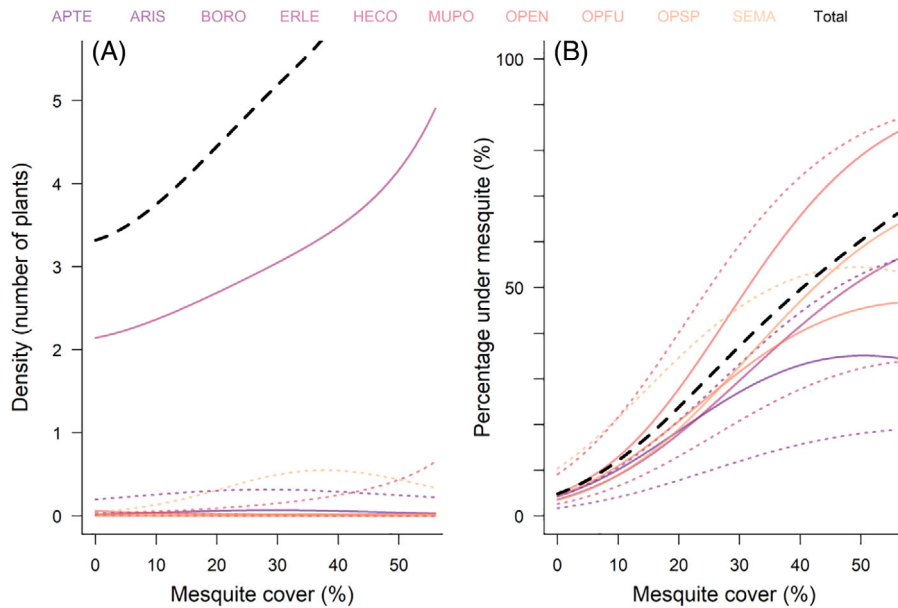 APTE ARIS BORO ERLE HECO MUPO OPEN OPFU OPSP SEMA Total
(A)
Density (number of plants)
5
4
3
2
1
0
0 10 20 30 40 50
Mesquite cover (%)
(B)
Percentage under mesquite (%)
100
50
0
0 10 20 30 40 50
Mesquite cover (%)